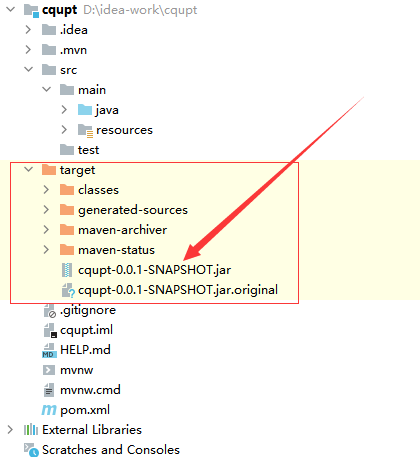 cqupt D:\idea-work\cqupt
.idea
.mvn
src
main
java
resources
test
target
classes
generated-sources
maven-archiver
maven-status
cqupt-0.0.1-SNAPSHOT.jar
cqupt-0.0.1-SNAPSHOT.jar.original
.gitignore
cqupt.iml
MD HELP.md
mvnw
mvnw.cmd
m pom.xml
External Libraries
Scratches and Consoles